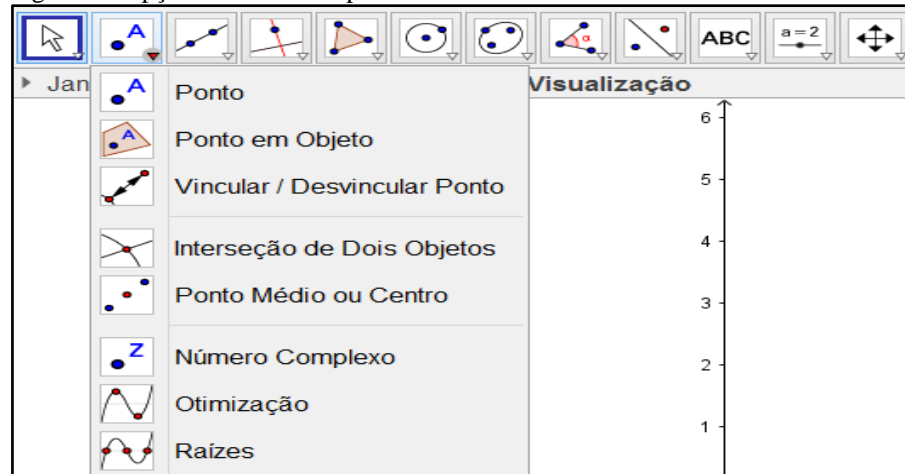 A α ABC a=2
Jan Visualização
A Ponto
A Ponto em Objeto
Vincular / Desvincular Ponto
Interseção de Dois Objetos
Ponto Médio ou Centro
Z Número Complexo
Otimização
Raízes
6
5
4
3
2
1